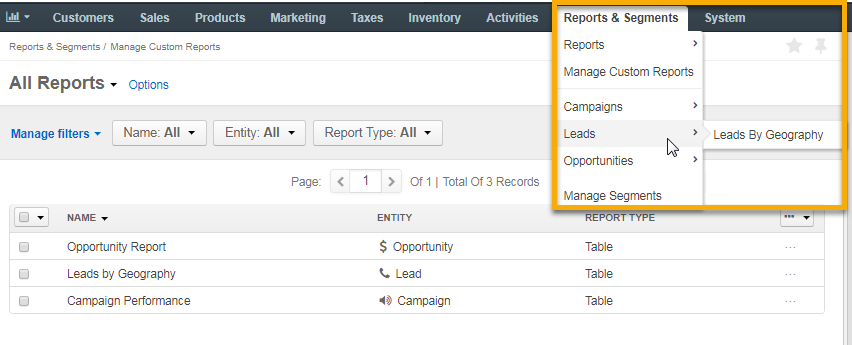 Customers Sales Products Marketing Taxes Inventory Activities Reports & Segments System
Reports & Segments / Manage Custom Reports
Reports
Manage Custom Reports
All Reports Options
Campaigns
Manage filters Name: All Entity: All Report Type: All
Leads
Leads By Geography
Opportunities
Page: 1 Of 1 | Total Of 3 Records
Manage Segments
NAME ENTITY REPORT TYPE
Opportunity Report Opportunity Table ...
Leads by Geography Lead Table ...
Campaign Performance Campaign Table ...